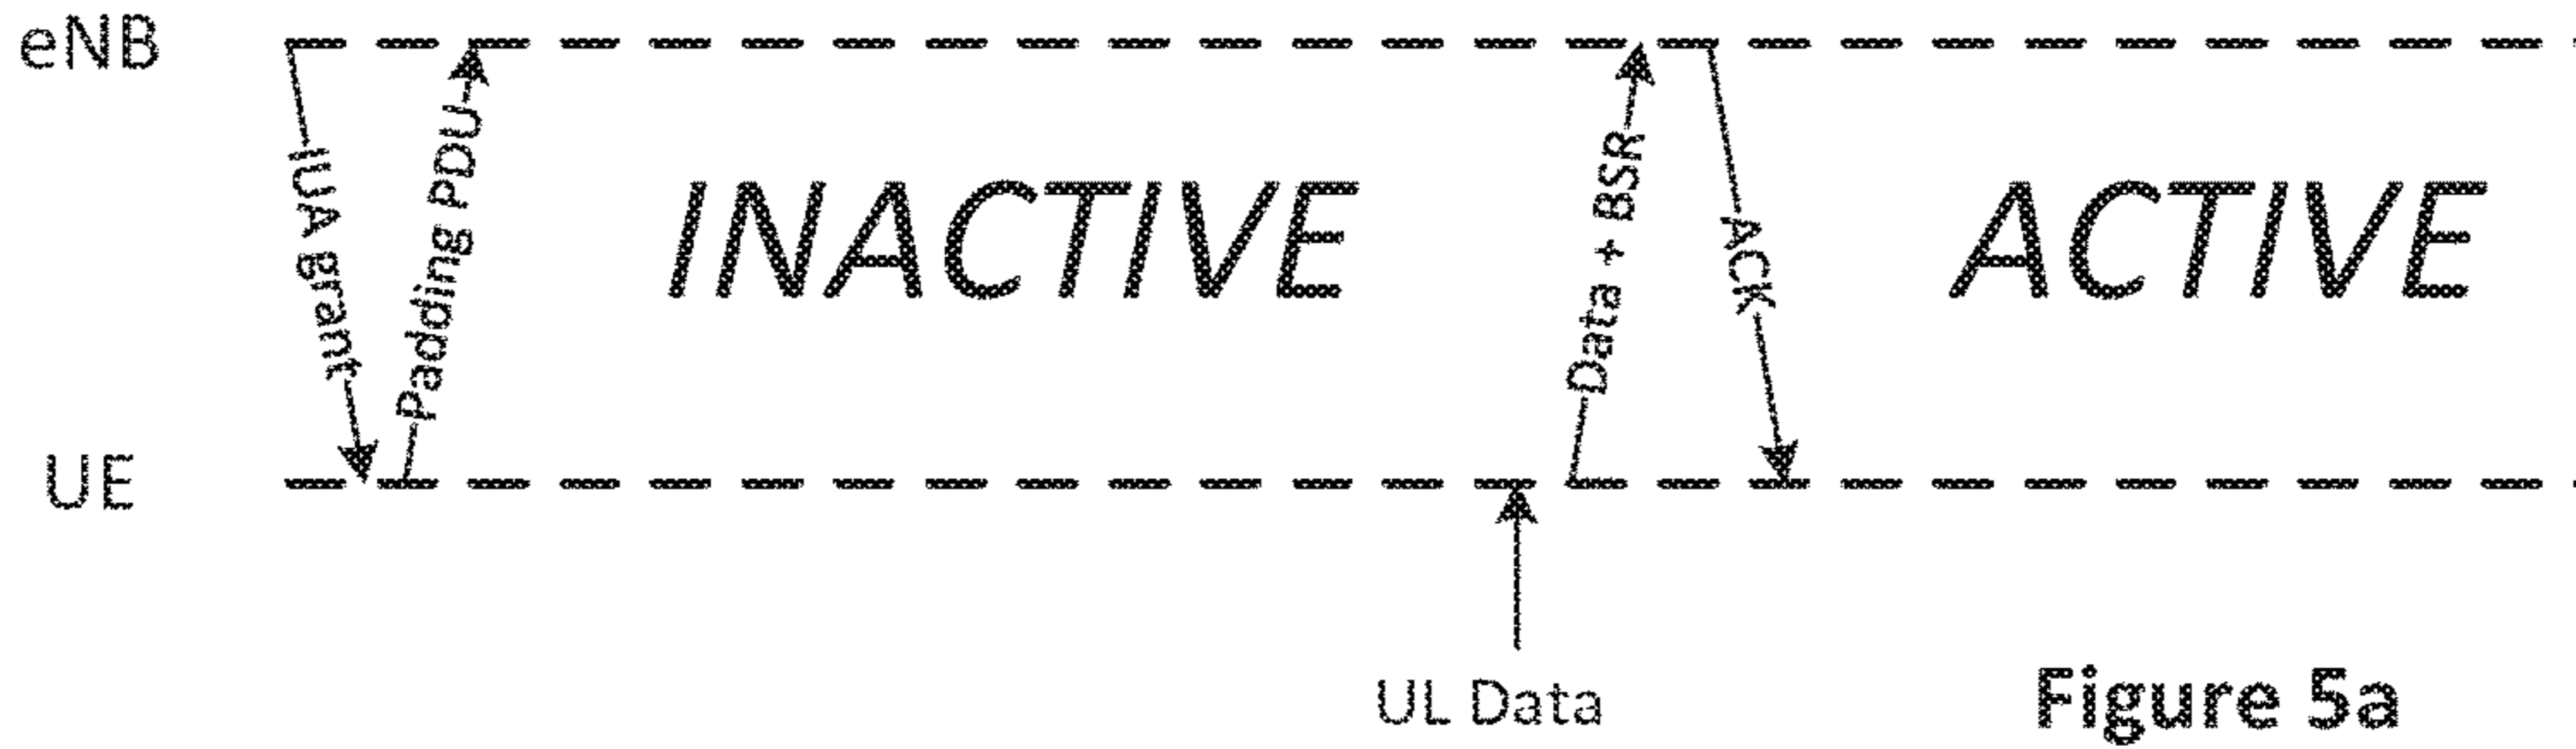 eNB
IUA grant
Padding PDU
INACTIVE
Data + BSR
ACK
ACTIVE
UE
UL Data
Figure 5a